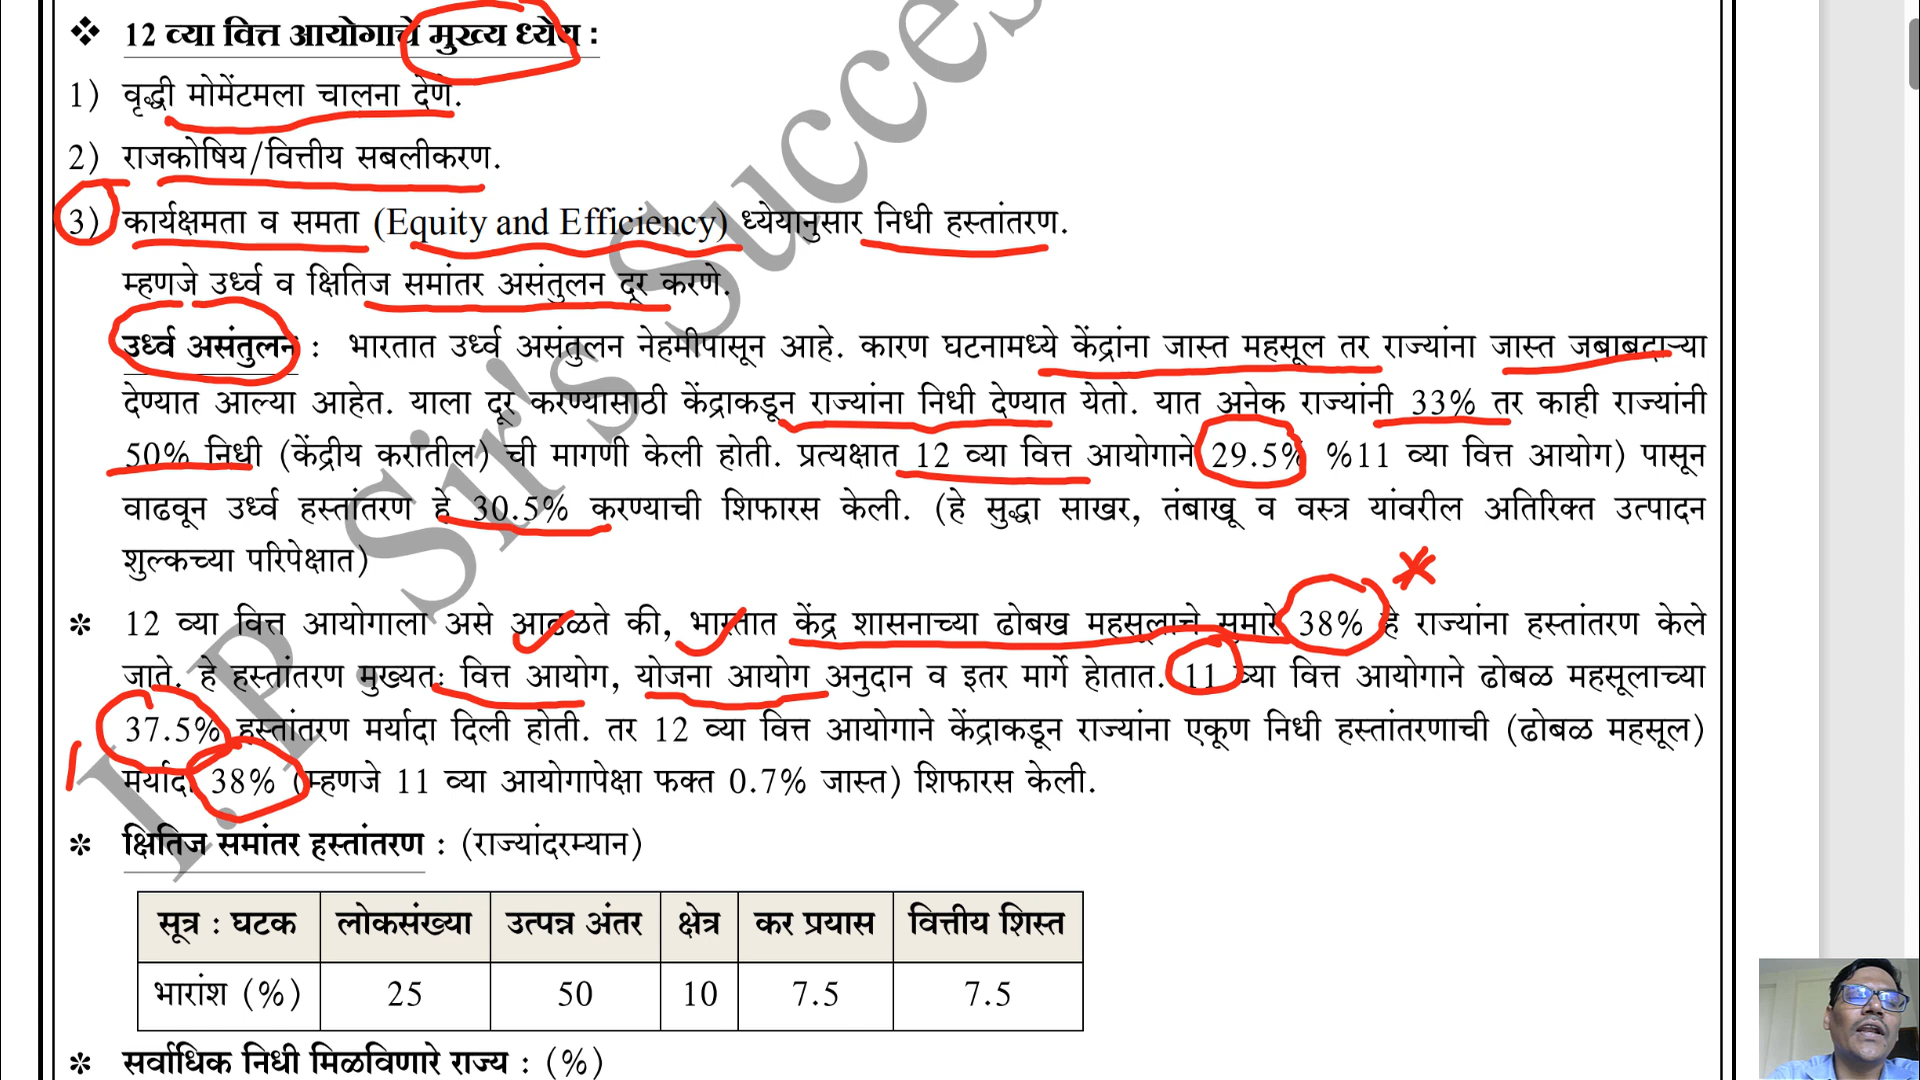 ❖ 12 व्या वित्त आयोगाचे मुख्य ध्येय :
1) वृद्धी मोमेंटमला चालना देणे.
2) राजकोषिय/वित्तीय सबलीकरण.
3) कार्यक्षमता व समता (Equity and Efficiency) ध्येयानुसार निधी हस्तांतरण.
म्हणजे उर्ध्व व क्षितिज समांतर असंतुलन दूर करणे.
उर्ध्व असंतुलन : भारतात उर्ध्व असंतुलन नेहमीपासून आहे. कारण घटनामध्ये केंद्रांना जास्त महसूल तर राज्यांना जास्त जबाबदाऱ्या
देण्यात आल्या आहेत. याला दूर करण्यासाठी केंद्राकडून राज्यांना निधी देण्यात येतो. यात अनेक राज्यांनी 33% तर काही राज्यांनी
50% निधी (केंद्रीय करातील) ची मागणी केली होती. प्रत्यक्षात 12 व्या वित्त आयोगाने 29.5% %11 व्या वित्त आयोग) पासून
वाढवून उर्ध्व हस्तांतरण हे 30.5% करण्याची शिफारस केली. (हे सुद्धा साखर, तंबाखू व वस्त्र यांवरील अतिरिक्त उत्पादन
शुल्कच्या परिपेक्षात)
* 12 व्या वित्त आयोगाला असे आढळते की, भारतात केंद्र शासनाच्या ढोबख महसूलाचे सुमारे 38% हे राज्यांना हस्तांतरण केले
जाते. हे हस्तांतरण मुख्यतः वित्त आयोग, योजना आयोग अनुदान व इतर मार्गे होतात. 11 व्या वित्त आयोगाने ढोबळ महसूलाच्या
37.5% हस्तांतरण मर्यादा दिली होती. तर 12 व्या वित्त आयोगाने केंद्राकडून राज्यांना एकूण निधी हस्तांतरणाची (ढोबळ महसूल)
मर्यादा 38% (म्हणजे 11 व्या आयोगापेक्षा फक्त 0.7% जास्त) शिफारस केली.
* क्षितिज समांतर हस्तांतरण : (राज्यांदरम्यान)
सूत्र : घटक लोकसंख्या उत्पन्न अंतर क्षेत्र कर प्रयास वित्तीय शिस्त
भारांश (%) 25 50 10 7.5 7.5
* सर्वाधिक निधी मिळविणारे राज्य : (%)
I.P. Sir's Succes